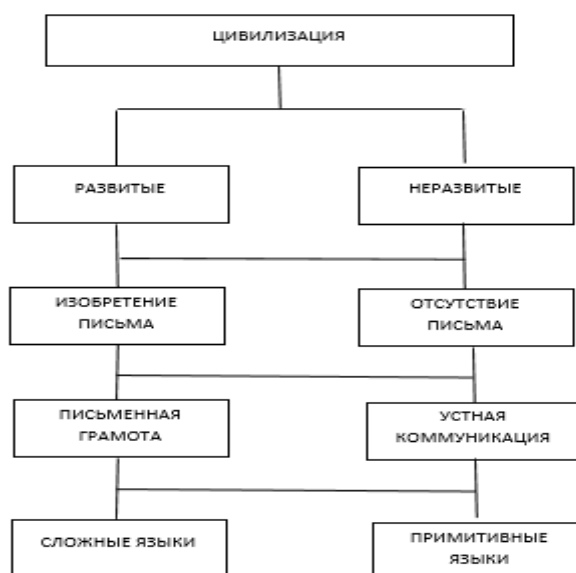 ЦИВИЛИЗАЦИЯ
РАЗВИТЫЕ
НЕРАЗВИТЫЕ
ИЗОБРЕТЕНИЕ
ПИСЬМА
ОТСУТСТВИЕ
ПИСЬМА
ПИСЬМЕННАЯ
ГРАМОТА
УСТНАЯ
КОММУНИКАЦИЯ
СЛОЖНЫЕ ЯЗЫКИ
ПРИМИТИВНЫЕ
ЯЗЫКИ